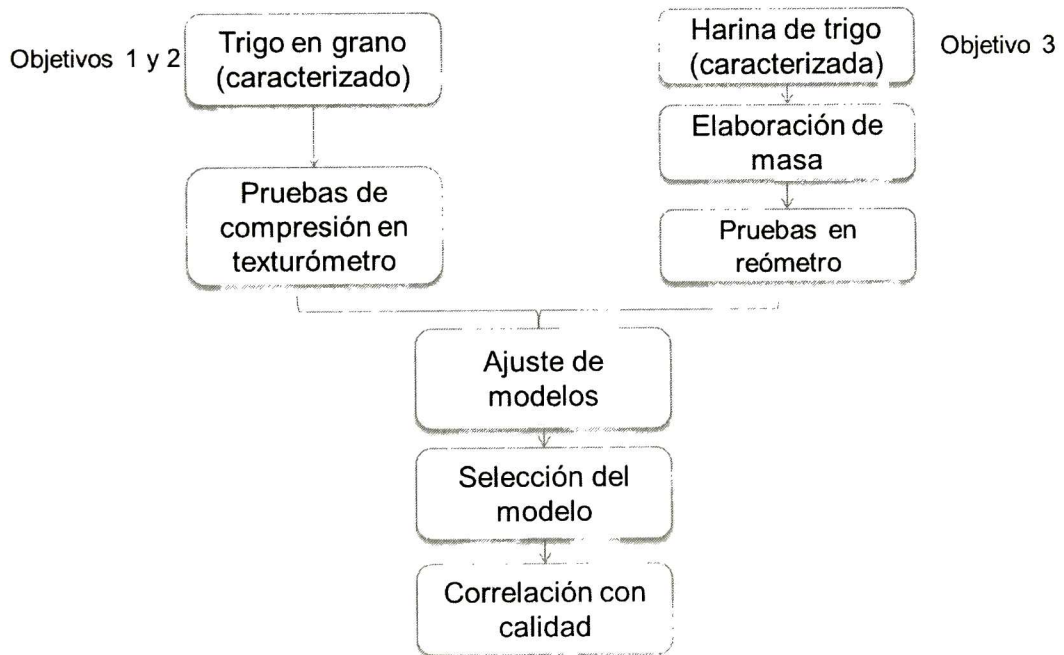 Objetivos 1 y 2
Trigo en grano
(caracterizado)
Harina de trigo
(caracterizada)
Objetivo 3
Elaboración de
masa
Pruebas de
compresión en
texturómetro
Pruebas en
reómetro
Ajuste de
modelos
Selección del
modelo
Correlación con
calidad